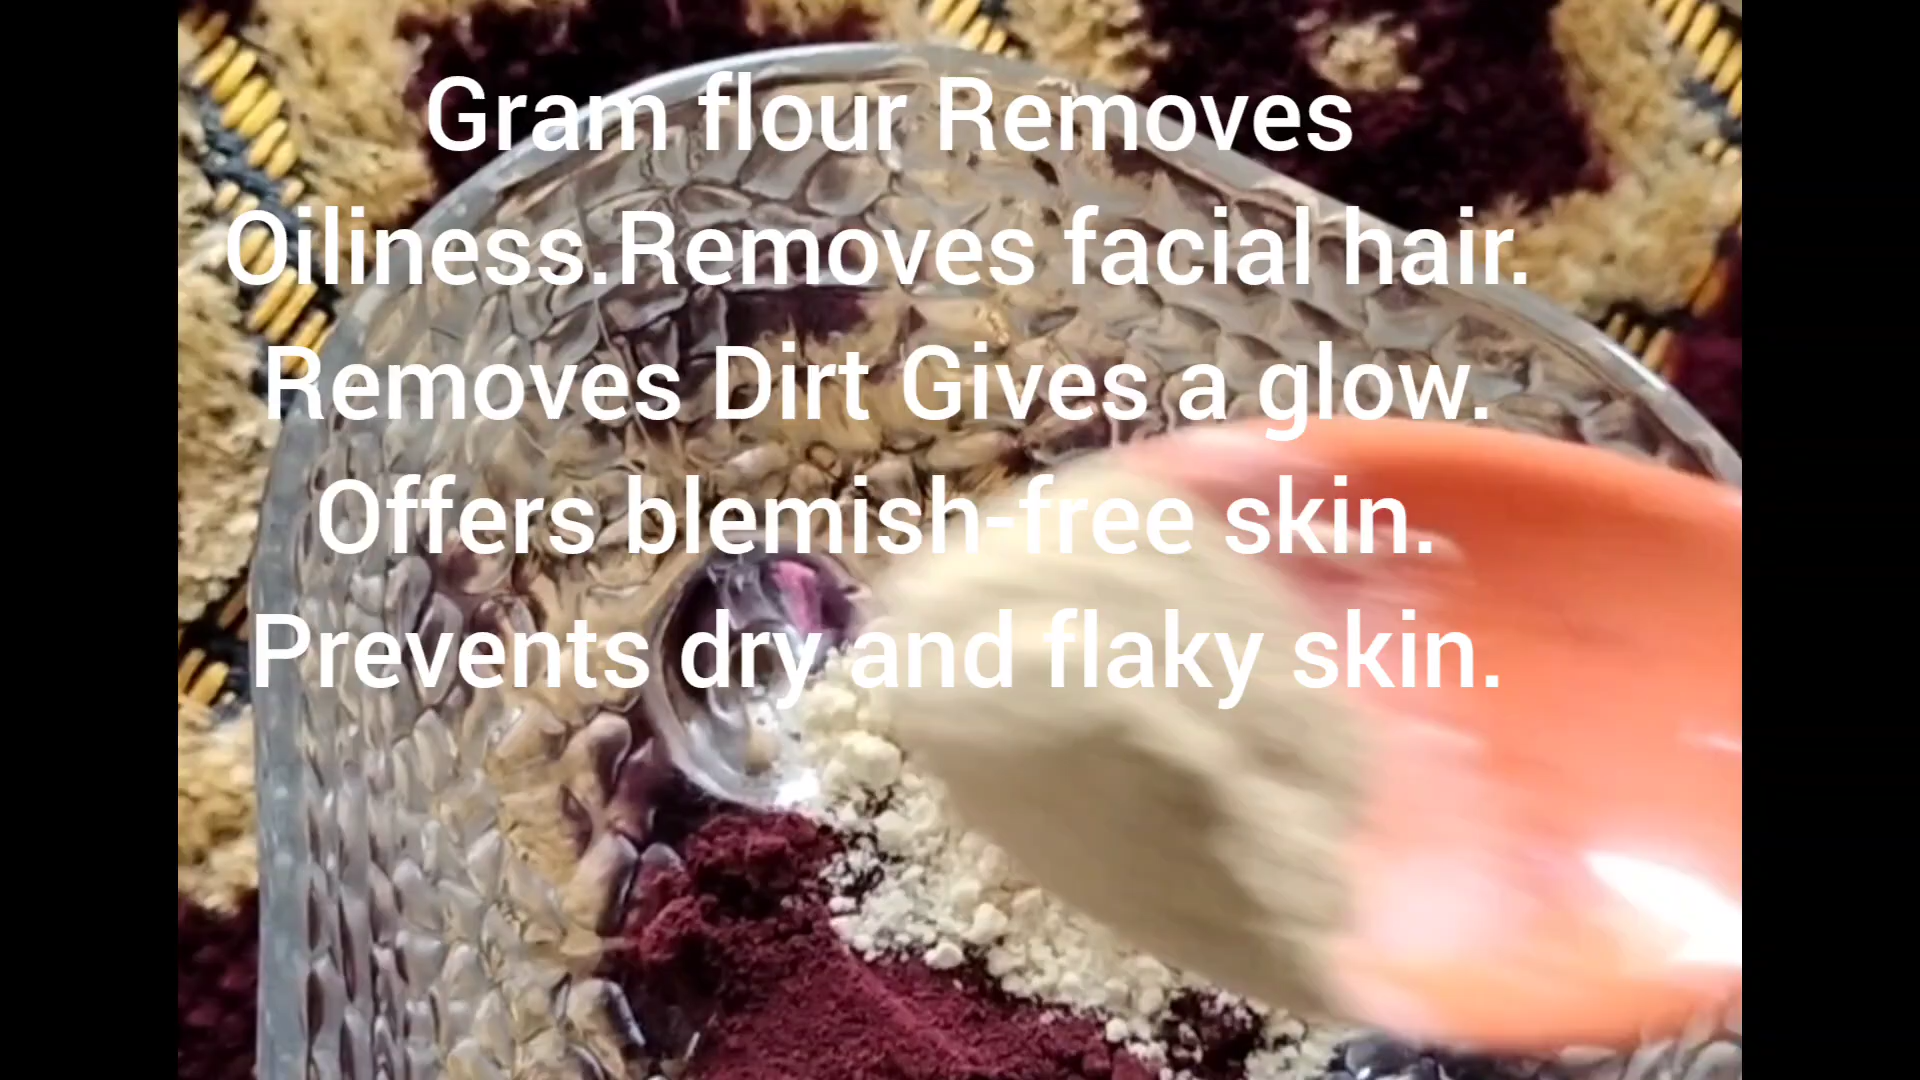 Gram flour Removes
Oiliness.Removes facial hair.
Removes Dirt Gives a glow.
Offers blemish-free skin.
Prevents dry and flaky skin.